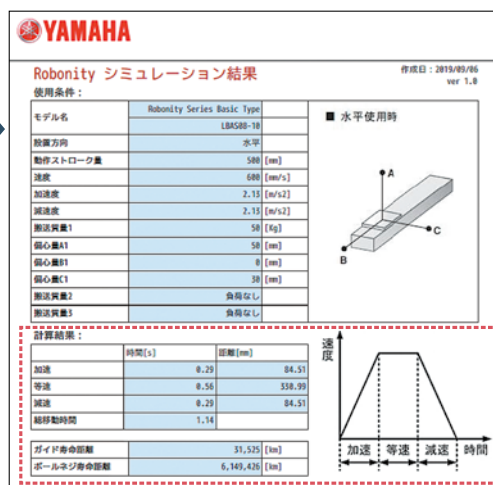 YAMAHA
Robonity シミュレーション結果
作成日：2019/09/06
ver 1.0
使用条件：
モデル名 Robonity Series Basic Type
LBAS08-10
設置方向 水平
動作ストローク量 500 [mm]
速度 600 [mm/s]
加速度 2.13 [m/s2]
減速度 2.13 [m/s2]
搬送質量1 50 [Kg]
偏心量A1 50 [mm]
偏心量B1 0 [mm]
偏心量C1 30 [mm]
搬送質量2 負荷なし
搬送質量3 負荷なし
■ 水平使用時
A
C
B
計算結果：
時間[s] 距離[mm]
加速 0.29 84.51
等速 0.56 330.99
減速 0.29 84.51
総移動時間 1.14
ガイド寿命距離 31,525 [km]
ボールネジ寿命距離 6,149,426 [km]
速度
加速 等速 減速 時間